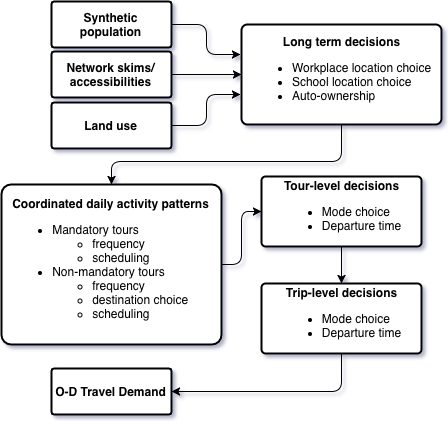 Synthetic
population
Network skims/
accessibilities
Land use
Long term decisions
• Workplace location choice
• School location choice
• Auto-ownership
Coordinated daily activity patterns
• Mandatory tours
◦ frequency
◦ scheduling
• Non-mandatory tours
◦ frequency
◦ destination choice
◦ scheduling
Tour-level decisions
• Mode choice
• Departure time
Trip-level decisions
• Mode choice
• Departure time
O-D Travel Demand